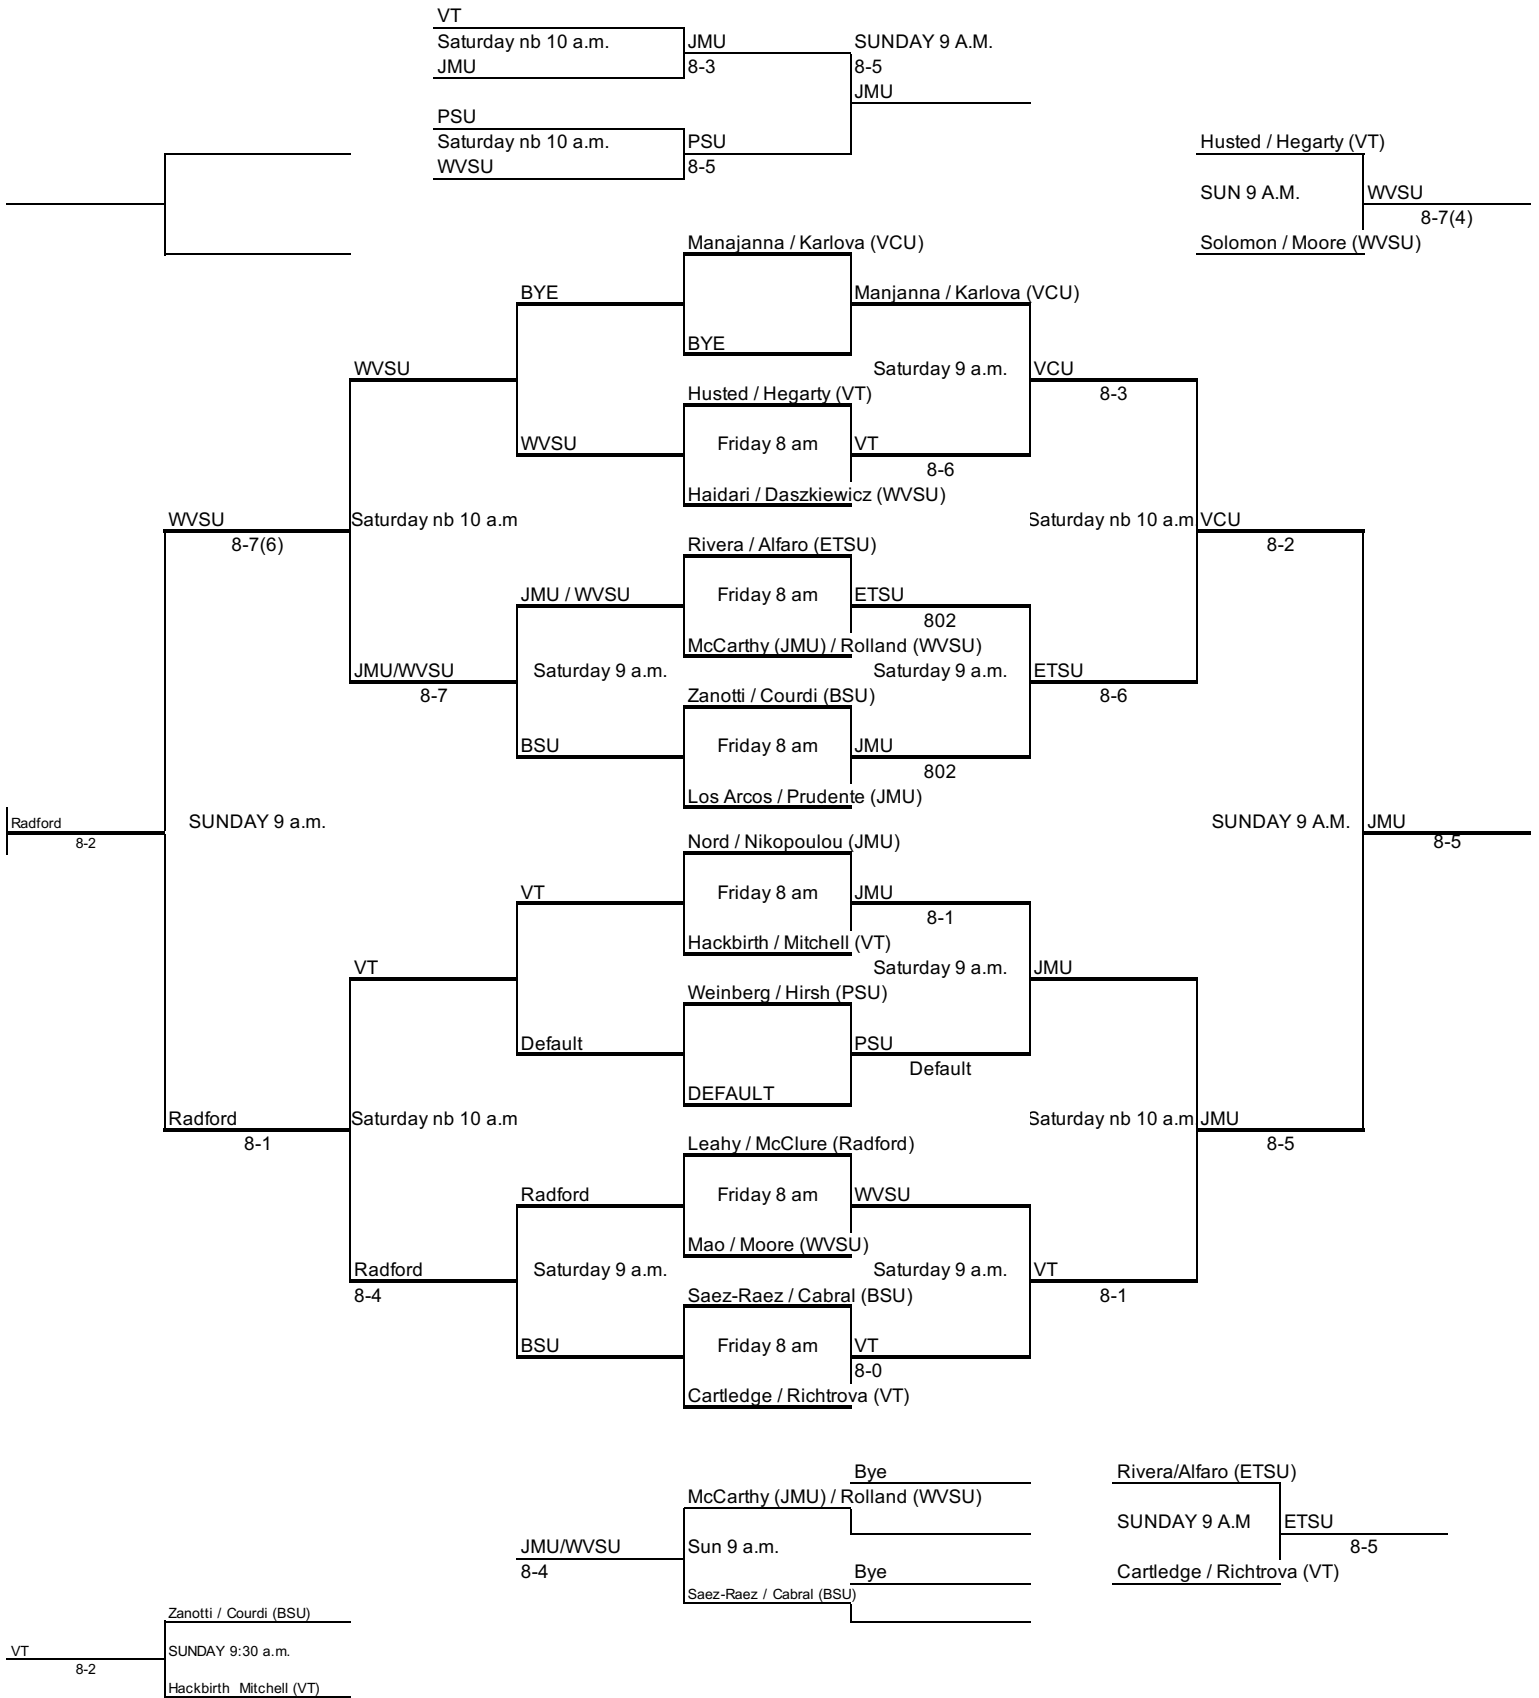 VT
Saturday nb 10 a.m.
JMU
SUNDAY 9 A.M.
JMU
8-3
8-5
JMU
PSU
Saturday nb 10 a.m.
PSU
WVSU
8-5
Husted / Hegarty (VT)
SUN 9 A.M.
WVSU
8-7(4)
Solomon / Moore (WVSU)
Manajanna / Karlova (VCU)
BYE
Manjanna / Karlova (VCU)
BYE
WVSU
Saturday 9 a.m.
VCU
8-3
Husted / Hegarty (VT)
WVSU
Friday 8 am
VT
8-6
Haidari / Daszkiewicz (WVSU)
WVSU
8-7(6)
Saturday nb 10 a.m
Saturday nb 10 a.m
VCU
8-2
Rivera / Alfaro (ETSU)
JMU / WVSU
Friday 8 am
ETSU
802
McCarthy (JMU) / Rolland (WVSU)
JMU/WVSU
8-7
Saturday 9 a.m.
Saturday 9 a.m.
ETSU
8-6
Zanotti / Courdi (BSU)
BSU
Friday 8 am
JMU
802
Los Arcos / Prudente (JMU)
Radford
8-2
SUNDAY 9 a.m.
SUNDAY 9 A.M.
JMU
8-5
Nord / Nikopoulou (JMU)
VT
Friday 8 am
JMU
8-1
Hackbirth / Mitchell (VT)
VT
Saturday 9 a.m.
JMU
Weinberg / Hirsh (PSU)
Default
PSU
Default
DEFAULT
Radford
8-1
Saturday nb 10 a.m
Saturday nb 10 a.m
JMU
8-5
Leahy / McClure (Radford)
Radford
Friday 8 am
WVSU
Mao / Moore (WVSU)
Radford
8-4
Saturday 9 a.m.
Saturday 9 a.m.
VT
8-1
Saez-Raez / Cabral (BSU)
BSU
Friday 8 am
VT
8-0
Cartledge / Richtrova (VT)
Bye
Rivera/Alfaro (ETSU)
McCarthy (JMU) / Rolland (WVSU)
SUNDAY 9 A.M
ETSU
8-5
JMU/WVSU
8-4
Sun 9 a.m.
Bye
Cartledge / Richtrova (VT)
Saez-Raez / Cabral (BSU)
Zanotti / Courdi (BSU)
VT
8-2
SUNDAY 9:30 a.m.
Hackbirth Mitchell (VT)